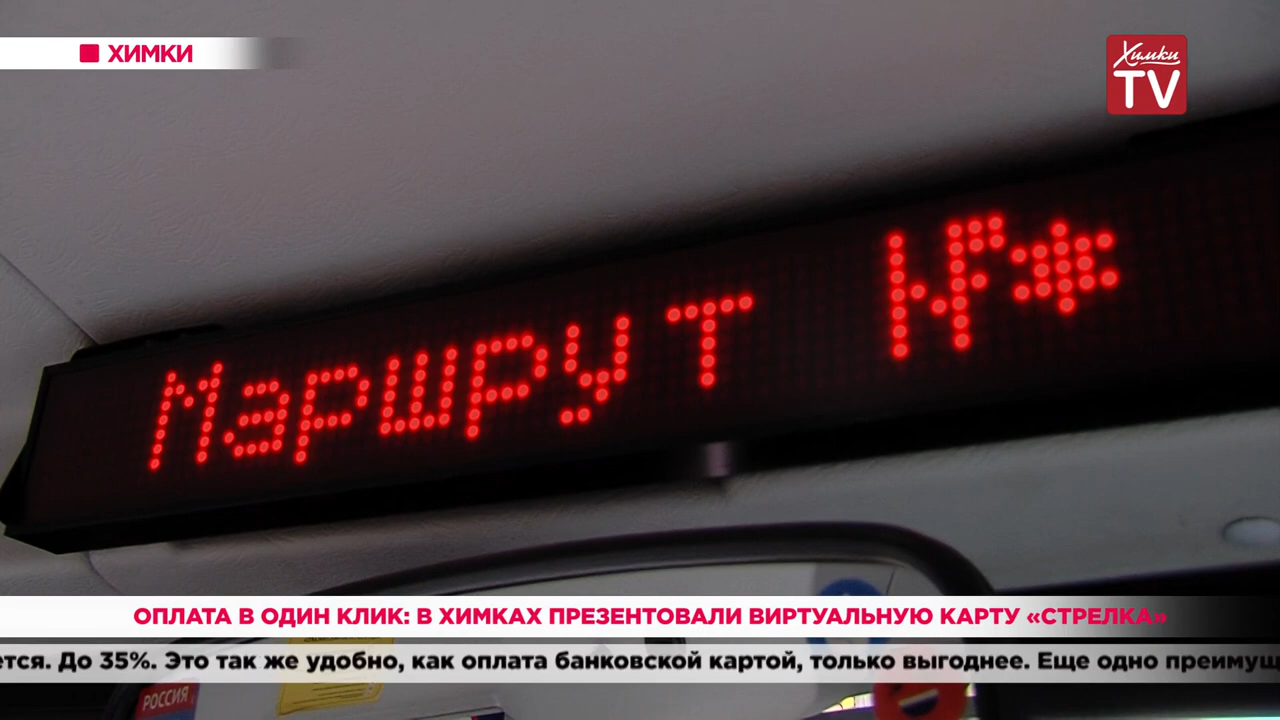 ХИМКИ
Химки
TV
Маршрут №*
ОПЛАТА В ОДИН КЛИК: В ХИМКАХ ПРЕЗЕНТОВАЛИ ВИРТУАЛЬНУЮ КАРТУ «СТРЕЛКА»
ется. До 35%. Это так же удобно, как оплата банковской картой, только выгоднее. Еще одно преимущ
РОССИЯ